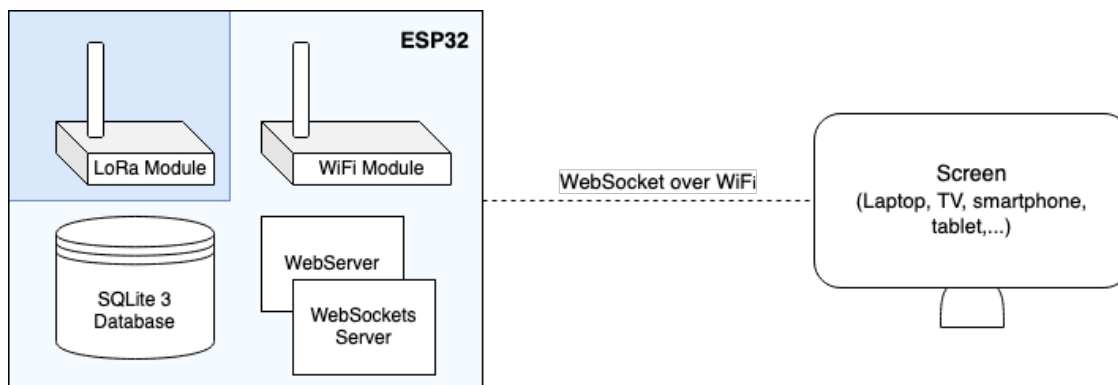 ESP32
LoRa Module
WiFi Module
SQLite 3
Database
WebServer
WebSockets
Server
WebSocket over WiFi
Screen
(Laptop, TV, smartphone,
tablet,...)